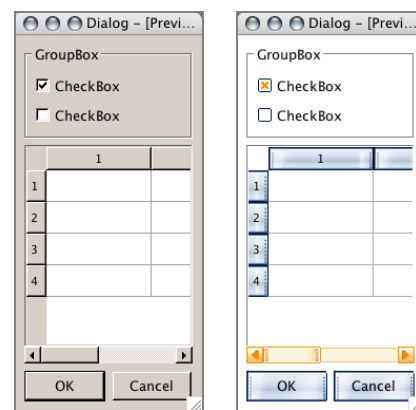 Dialog – [Previ...
GroupBox
CheckBox
CheckBox
1
1
2
3
4
OK Cancel
Dialog – [Previ...
GroupBox
CheckBox
CheckBox
1
1
2
3
4
OK Cancel